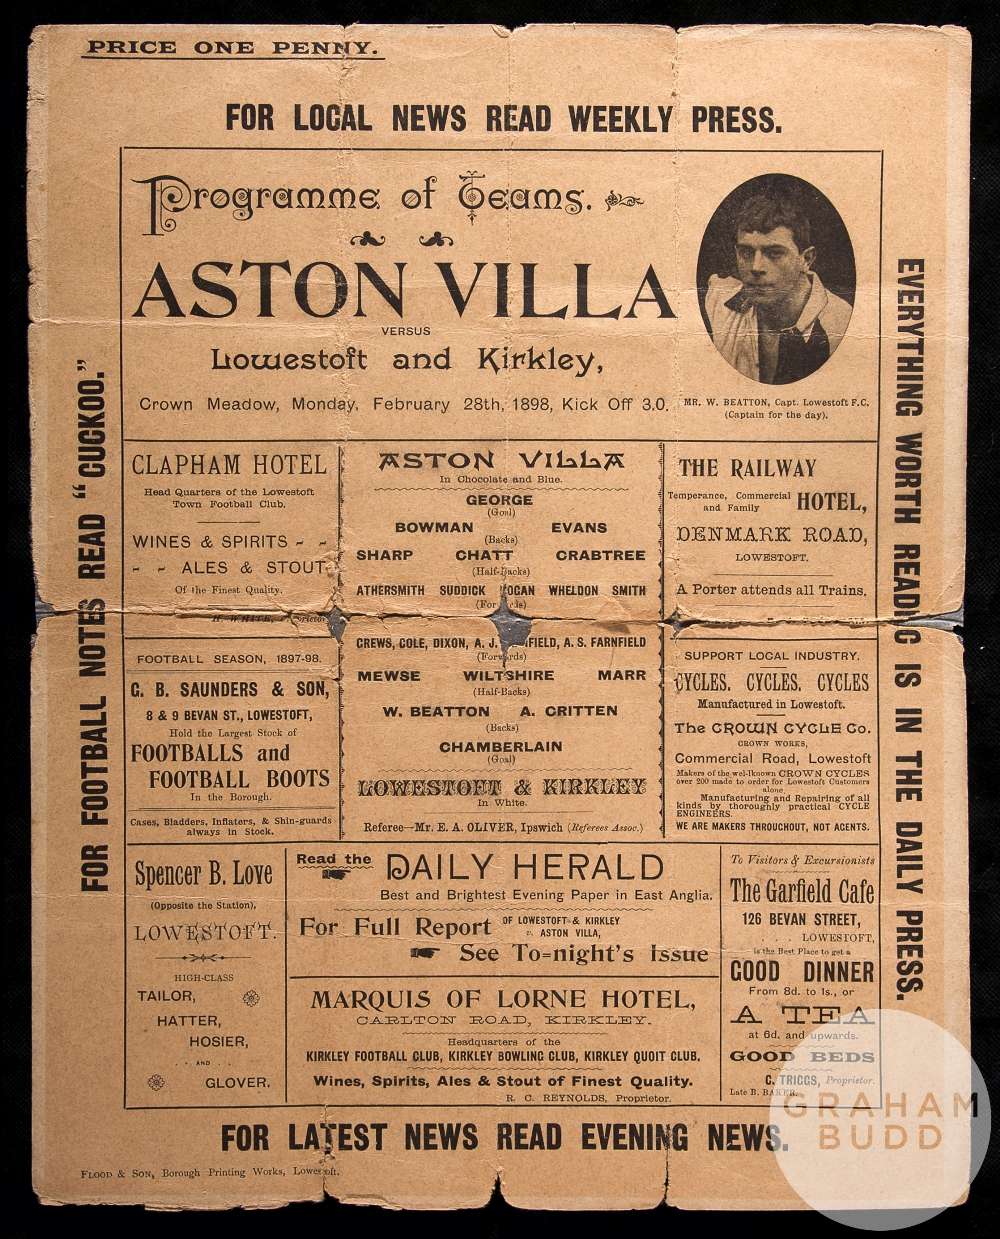 PRICE ONE PENNY.
FOR LOCAL NEWS READ WEEKLY PRESS.
FOR FOOTBALL NOTES READ "CUCKOO."
EVERYTHING WORTH READING IS IN THE DAILY PRESS.
Programme of Teams.
ASTON VILLA
VERSUS
Lowestoft and Kirkley,
Crown Meadow, Monday, February 28th, 1898, Kick Off 3.0.
MR. W. BEATTON, Capt. Lowestoft F.C.
(Captain for the day).
CLAPHAM HOTEL
Head Quarters of the Lowestoft
Town Football Club.
WINES & SPIRITS - -
- - ALES & STOUT
Of the Finest Quality.
H. WHITE,
FOOTBALL SEASON, 1897-98.
G. B. SAUNDERS & SON,
8 & 9 BEVAN ST., LOWESTOFT,
Hold the Largest Stock of
FOOTBALLS and
FOOTBALL BOOTS
In the Borough.
Cases, Bladders, Inflaters, & Shin-guards
always in Stock.
ASTON VILLA
In Chocolate and Blue.
GEORGE
(Goal)
BOWMAN EVANS
(Backs)
SHARP CHATT CRABTREE
(Half-Backs)
ATHERSMITH SUDDICK OGAN WHELDON SMITH
(For ds)
CREWS, COLE, DIXON, A. J. FIELD, A. S. FARNFIELD
(Forwards)
MEWSE WILTSHIRE MARR
(Half-Backs)
W. BEATTON A. CRITTEN
(Backs)
CHAMBERLAIN
(Goal)
LOWESTOFT & KIRKLEY
In White.
Referee—Mr. E. A. OLIVER, Ipswich (Referees Assoc.)
THE RAILWAY
Temperance, Commercial
and Family
HOTEL,
DENMARK ROAD,
LOWESTOFT.
A Porter attends all Trains.
SUPPORT LOCAL INDUSTRY.
CYCLES. CYCLES. CYCLES
Manufactured in Lowestoft.
The CROWN CYCLE Co.
CROWN WORKS,
Commercial Road, Lowestoft
Makers of the wel-lknown CROWN CYCLES
over 200 made to order for Lowestoft Customers
alone
Manufacturing and Repairing of all
kinds by thoroughly practical CYCLE
ENGINEERS.
WE ARE MAKERS THROUGHOUT, NOT AGENTS.
Spencer B. Love
(Opposite the Station),
LOWESTOFT.
HIGH-CLASS
TAILOR,
HATTER,
HOSIER,
. AND . .
GLOVER.
Read the
DAILY HERALD
Best and Brightest Evening Paper in East Anglia.
For Full Report OF LOWESTOFT & KIRKLEY
v. ASTON VILLA,
See To=night's Issue
MARQUIS OF LORNE HOTEL,
CARLTON ROAD, KIRKLEY.
Headquarters of the
KIRKLEY FOOTBALL CLUB, KIRKLEY BOWLING CLUB, KIRKLEY QUOIT CLUB.
Wines, Spirits, Ales & Stout of Finest Quality.
R. C. REYNOLDS, Proprietor.
To Visitors & Excursionists
The Garfield Cafe
126 BEVAN STREET,
. . . LOWESTOFT,
is the Best Place to get a
GOOD DINNER
From 8d. to 1s., or
A TEA
at 6d. and upwards.
GOOD BEDS
C. TRIGGS, Proprietor.
Late B. BAKER.
FOR LATEST NEWS READ EVENING NEWS.
FLOOD & SON, Borough Printing Works, Lowestoft.
GRAHAM
BUDD